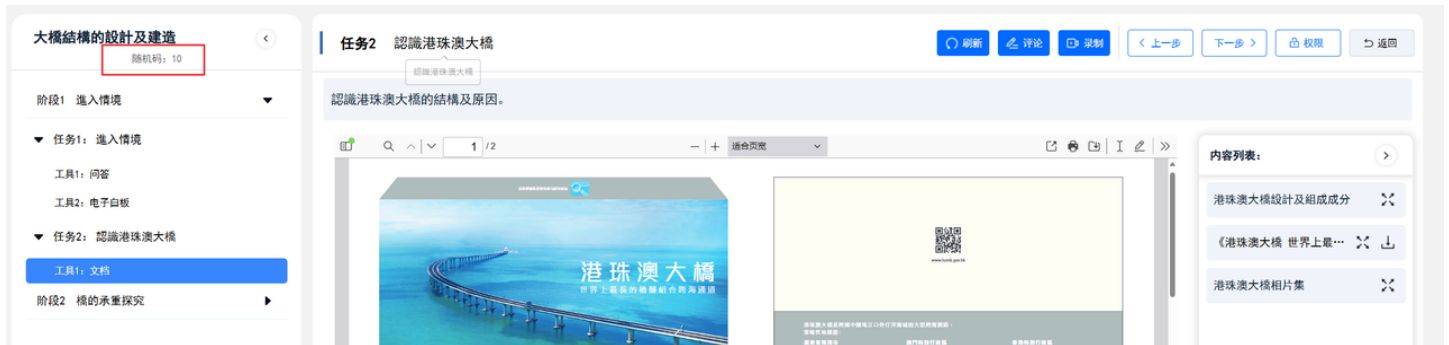 大橋結構的設計及建造
随机码：10
阶段1 進入情境
任务1：進入情境
工具1：问答
工具2：电子白板
任务2：認識港珠澳大橋
工具1：文档
阶段2 橋的承重探究
任务2 認識港珠澳大橋
認識港珠澳大橋
刷新
评论
录制
上一步
下一步
权限
返回
認識港珠澳大橋的結構及原因。
1 /2
适合页宽
港珠澳大橋
世界上最長的橋隧組合跨海通道
www.hzmb.gov.hk
内容列表：
港珠澳大橋設計及組成成分
《港珠澳大橋 世界上最…
港珠澳大橋相片集